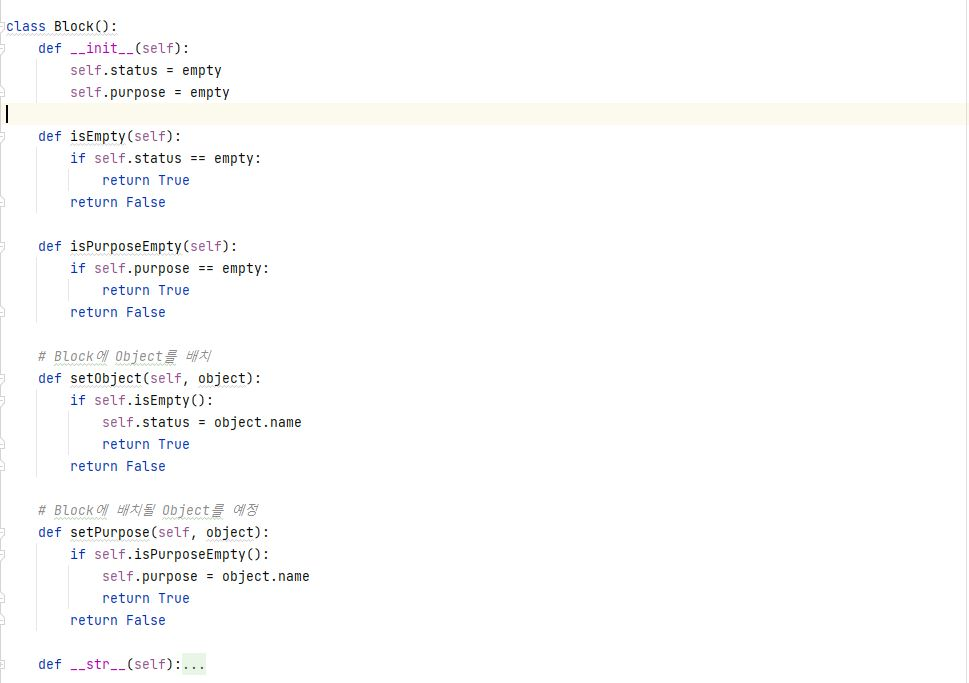 class Block():
    def __init__(self):
        self.status = empty
        self.purpose = empty
    def isEmpty(self):
        if self.status == empty:
            return True
        return False
    def isPurposeEmpty(self):
        if self.purpose == empty:
            return True
        return False
    # Block에 Object를 배치
    def setObject(self, object):
        if self.isEmpty():
            self.status = object.name
            return True
        return False
    # Block에 배치될 Object를 예정
    def setPurpose(self, object):
        if self.isPurposeEmpty():
            self.purpose = object.name
            return True
        return False
    def __str__(self):...